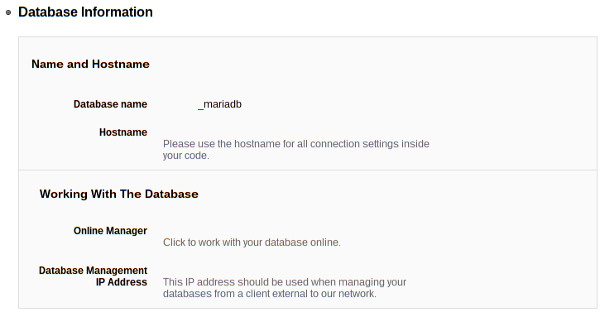 Database Information
Name and Hostname
Database name _mariadb
Hostname
Please use the hostname for all connection settings inside
your code.
Working With The Database
Online Manager
Click to work with your database online.
Database Management
IP Address
This IP address should be used when managing your
databases from a client external to our network.